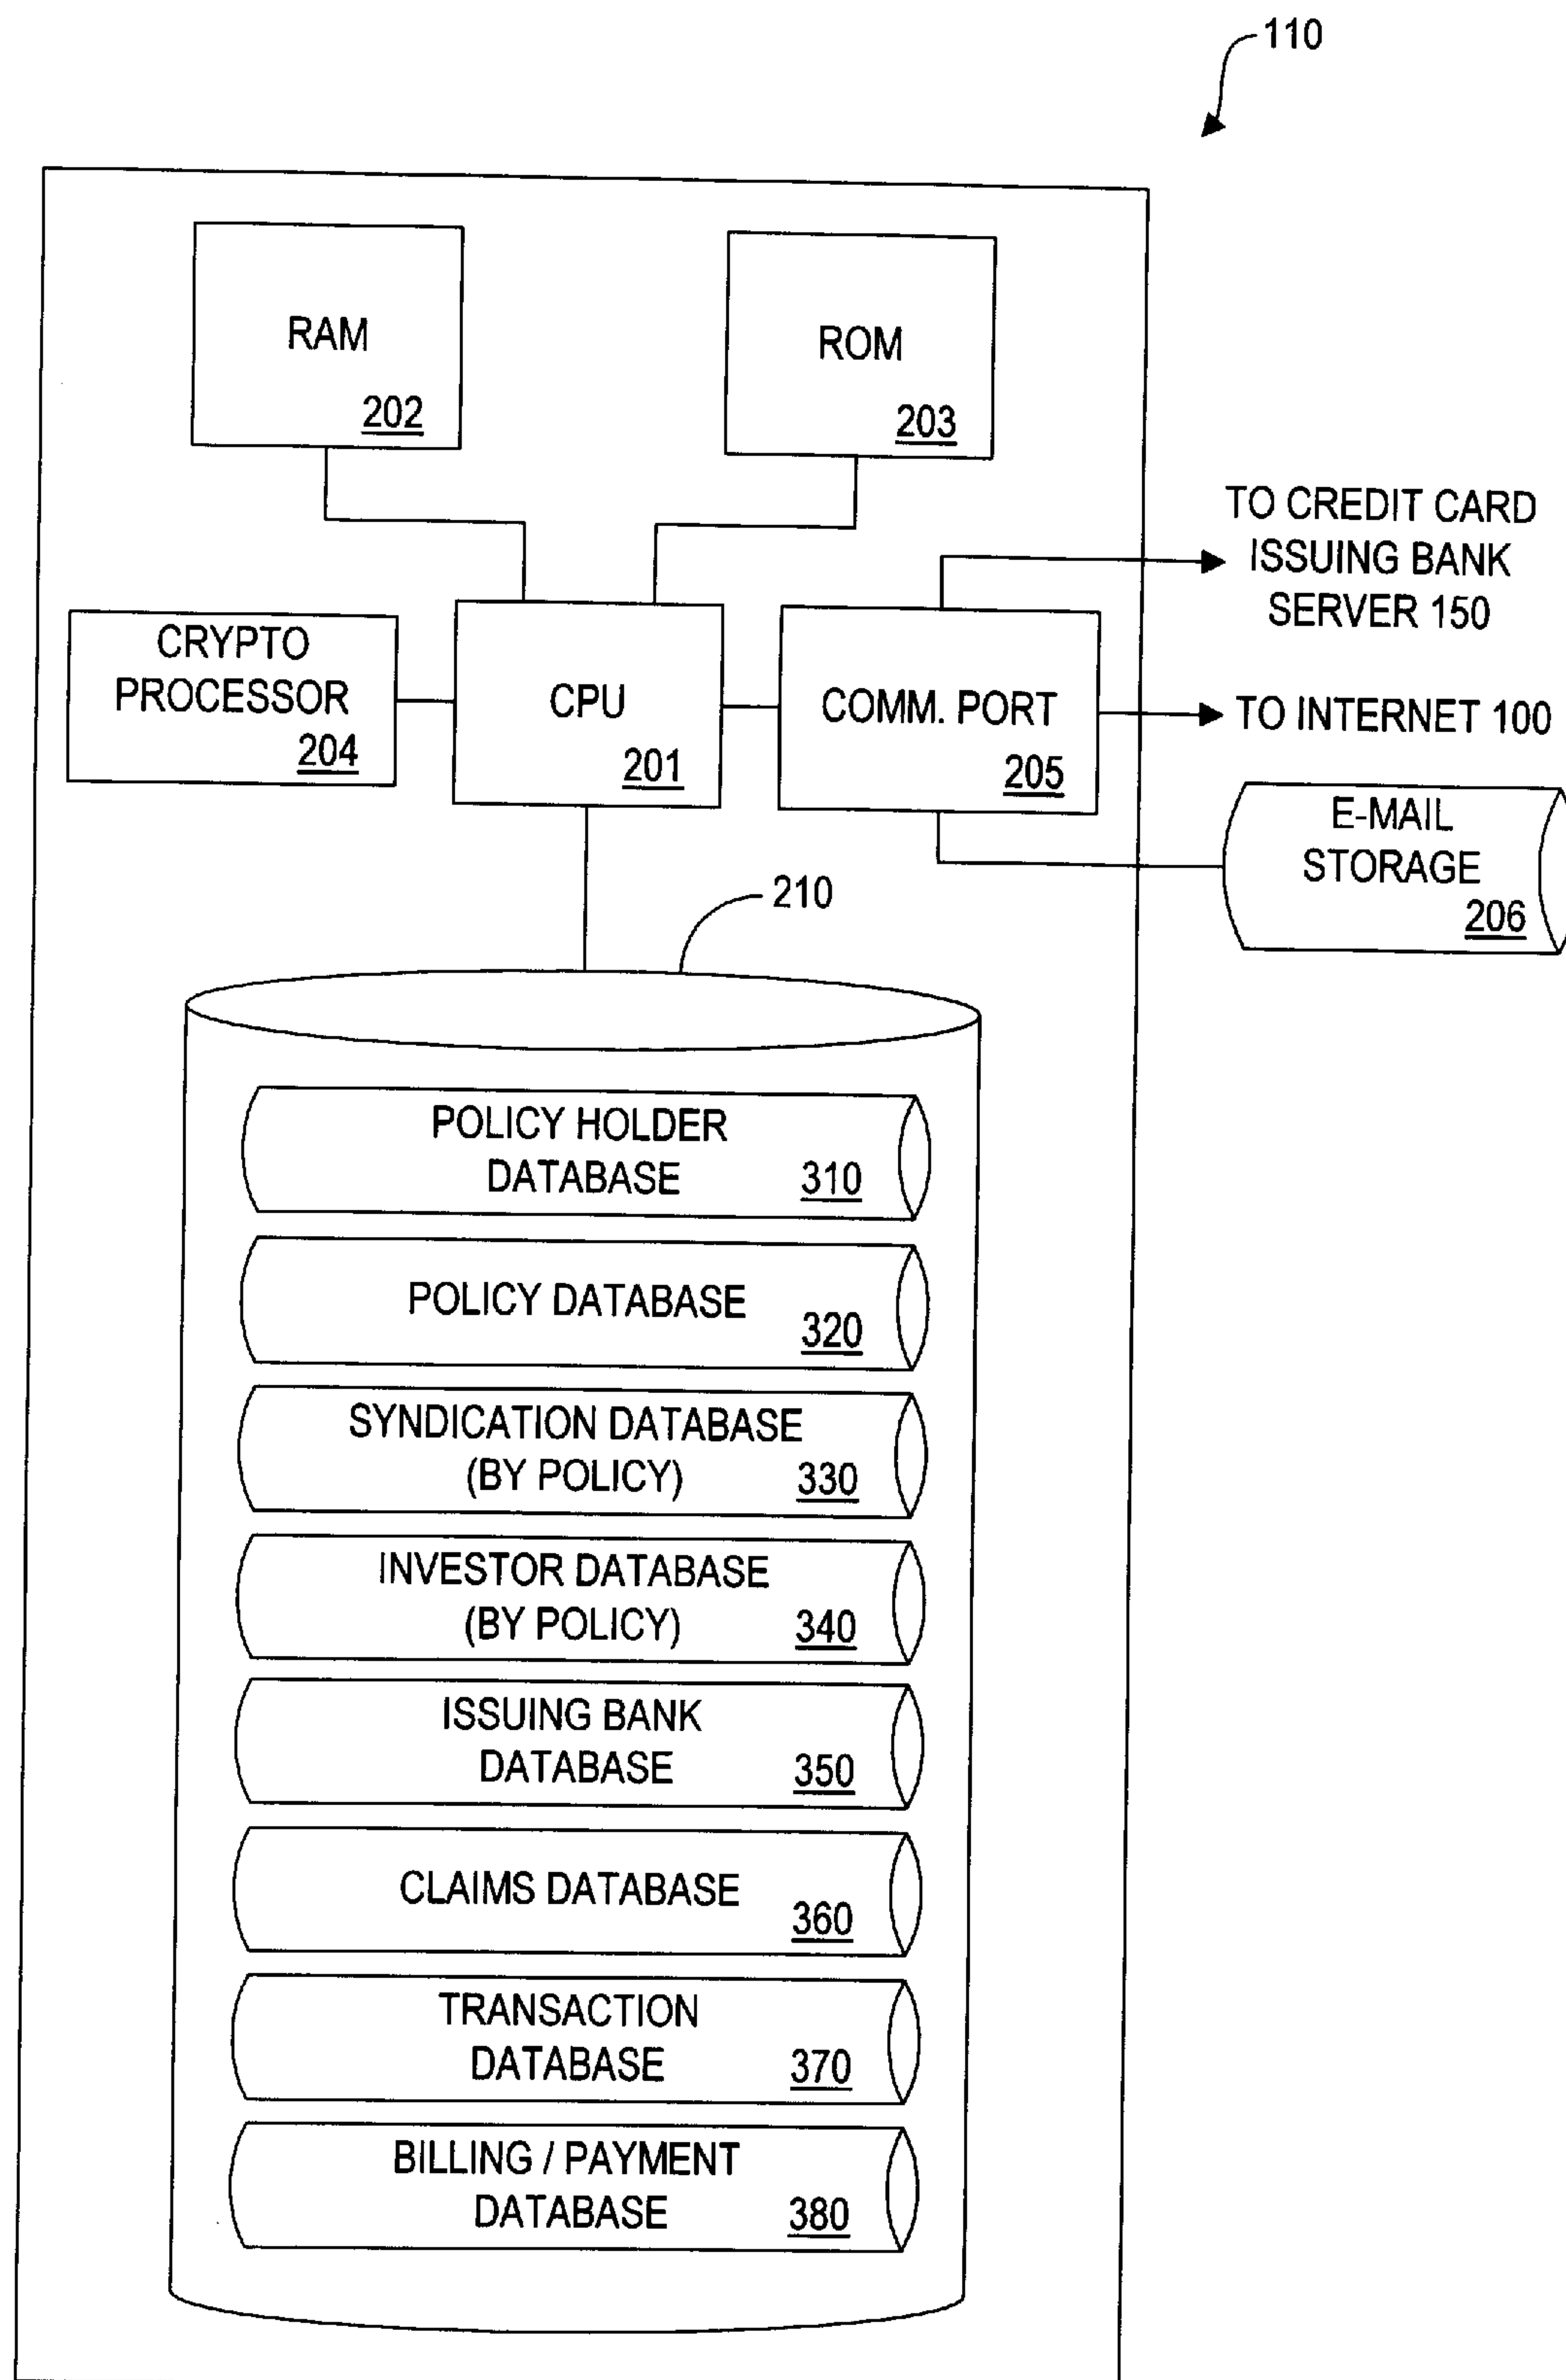 110
RAM
202
ROM
203
TO CREDIT CARD
ISSUING BANK
SERVER 150
CRYPTO
PROCESSOR
204
CPU
201
COMM. PORT
205
TO INTERNET 100
E-MAIL
STORAGE
206
210
POLICY HOLDER
DATABASE
310
POLICY DATABASE
320
SYNDICATION DATABASE
(BY POLICY)
330
INVESTOR DATABASE
(BY POLICY)
340
ISSUING BANK
DATABASE
350
CLAIMS DATABASE
360
TRANSACTION
DATABASE
370
BILLING / PAYMENT
DATABASE
380